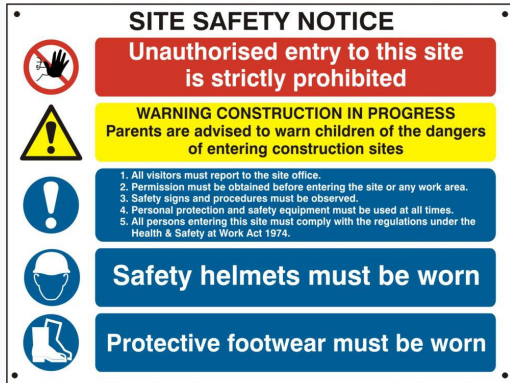 SITE SAFETY NOTICE
Unauthorised entry to this site
is strictly prohibited
WARNING CONSTRUCTION IN PROGRESS
Parents are advised to warn children of the dangers
of entering construction sites
1. All visitors must report to the site office.
2. Permission must be obtained before entering the site or any work area.
3. Safety signs and procedures must be observed.
4. Personal protection and safety equipment must be used at all times.
5. All persons entering this site must comply with the regulations under the
Health & Safety at Work Act 1974.
Safety helmets must be worn
Protective footwear must be worn